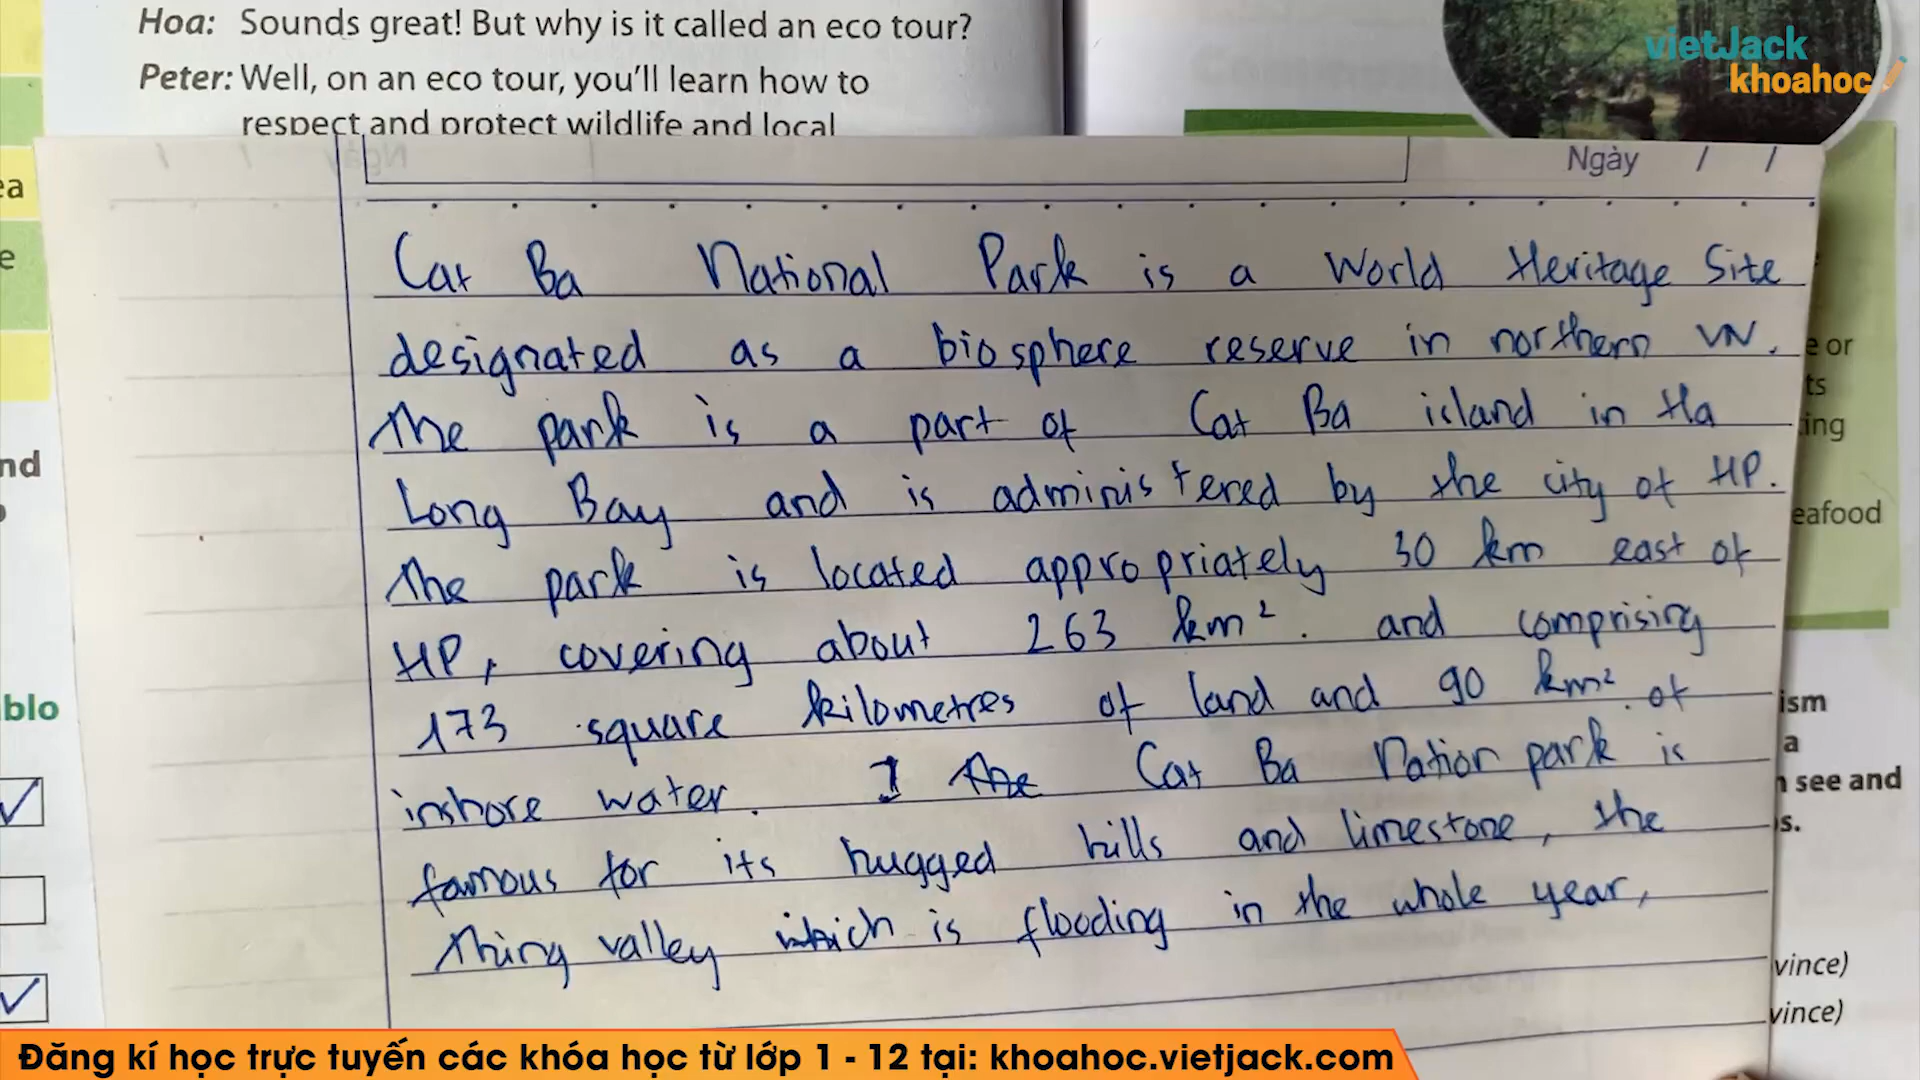 Hoa: Sounds great! But why is it called an eco tour?
Peter: Well, on an eco tour, you'll learn how to
respect and protect wildlife and local
vietJack
khoahoc
Ngày / /
ea
e
nd
blo
Cat Ba National Park is a World Heritage Site
designated as a biosphere reserve in northern VN.
The park is a part of Cat Ba island in Ha
Long Bay and is administered by the city of HP.
The park is located appropriately 30 km east of
HP, covering about 263 km². and comprising
173 square kilometres of land and 90 km² of
inshore water. The Cat Ba Nation park is
famous for its hugged hills and limestone, the
Thing valley which is flooding in the whole year,
e or
ts
ing
eafood
ism
a
n see and
s.
vince)
vince)
Đăng kí học trực tuyến các khóa học từ lớp 1 - 12 tại: khoahoc.vietjack.com